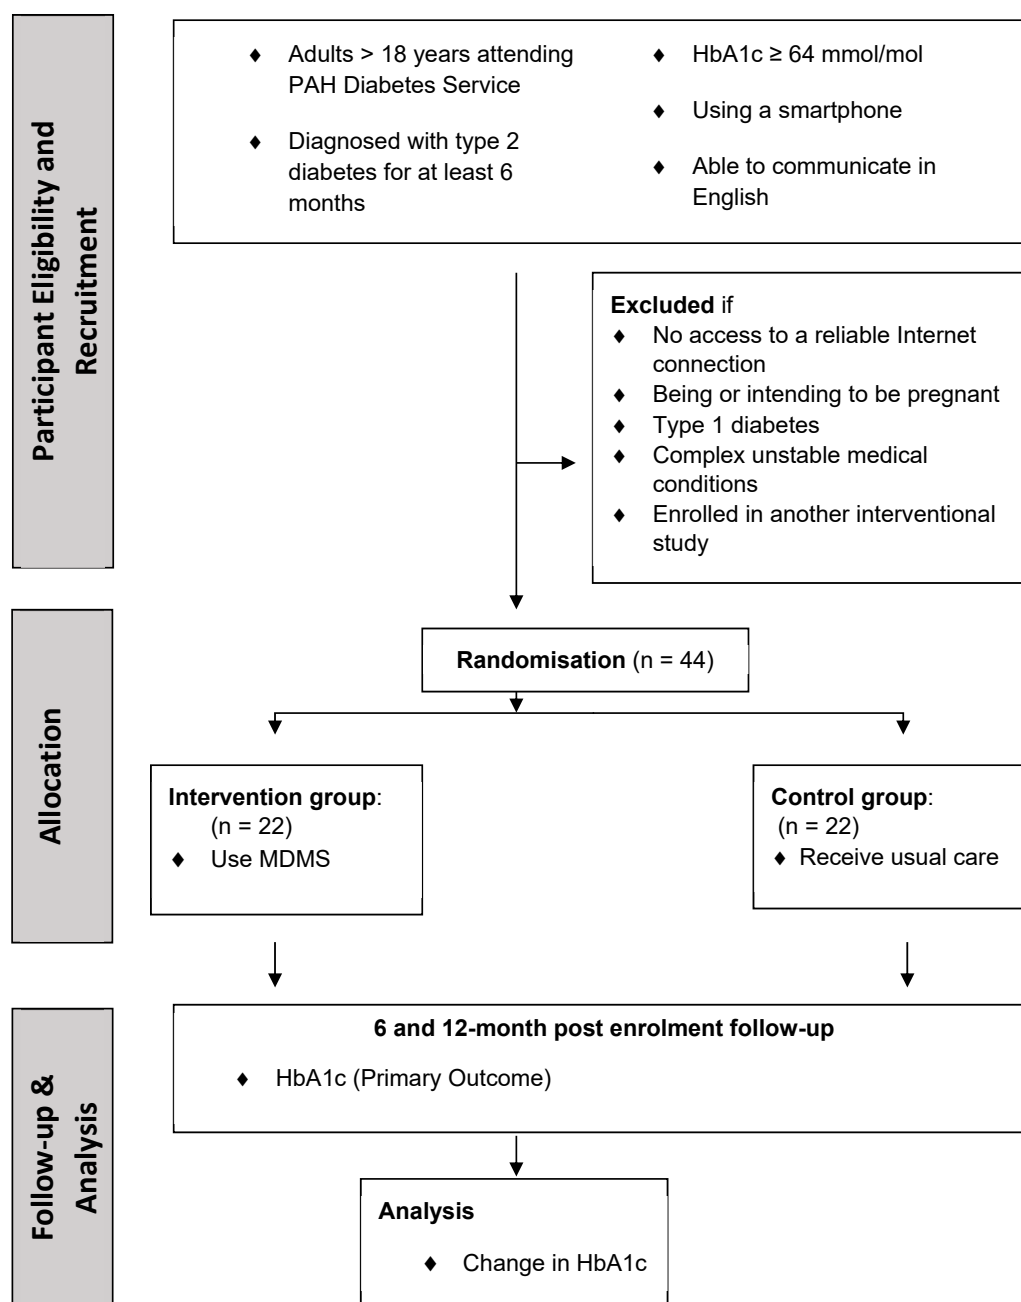 Participant Eligibility and
Recruitment
♦ Adults > 18 years attending
PAH Diabetes Service
♦ Diagnosed with type 2
diabetes for at least 6
months
♦ HbA1c ≥ 64 mmol/mol
♦ Using a smartphone
♦ Able to communicate in
English
Excluded if
♦ No access to a reliable Internet
connection
♦ Being or intending to be pregnant
♦ Type 1 diabetes
♦ Complex unstable medical
conditions
♦ Enrolled in another interventional
study
Allocation
Randomisation (n = 44)
Intervention group:
(n = 22)
♦ Use MDMS
Control group:
(n = 22)
♦ Receive usual care
Follow-up &
Analysis
6 and 12-month post enrolment follow-up
♦ HbA1c (Primary Outcome)
Analysis
♦ Change in HbA1c